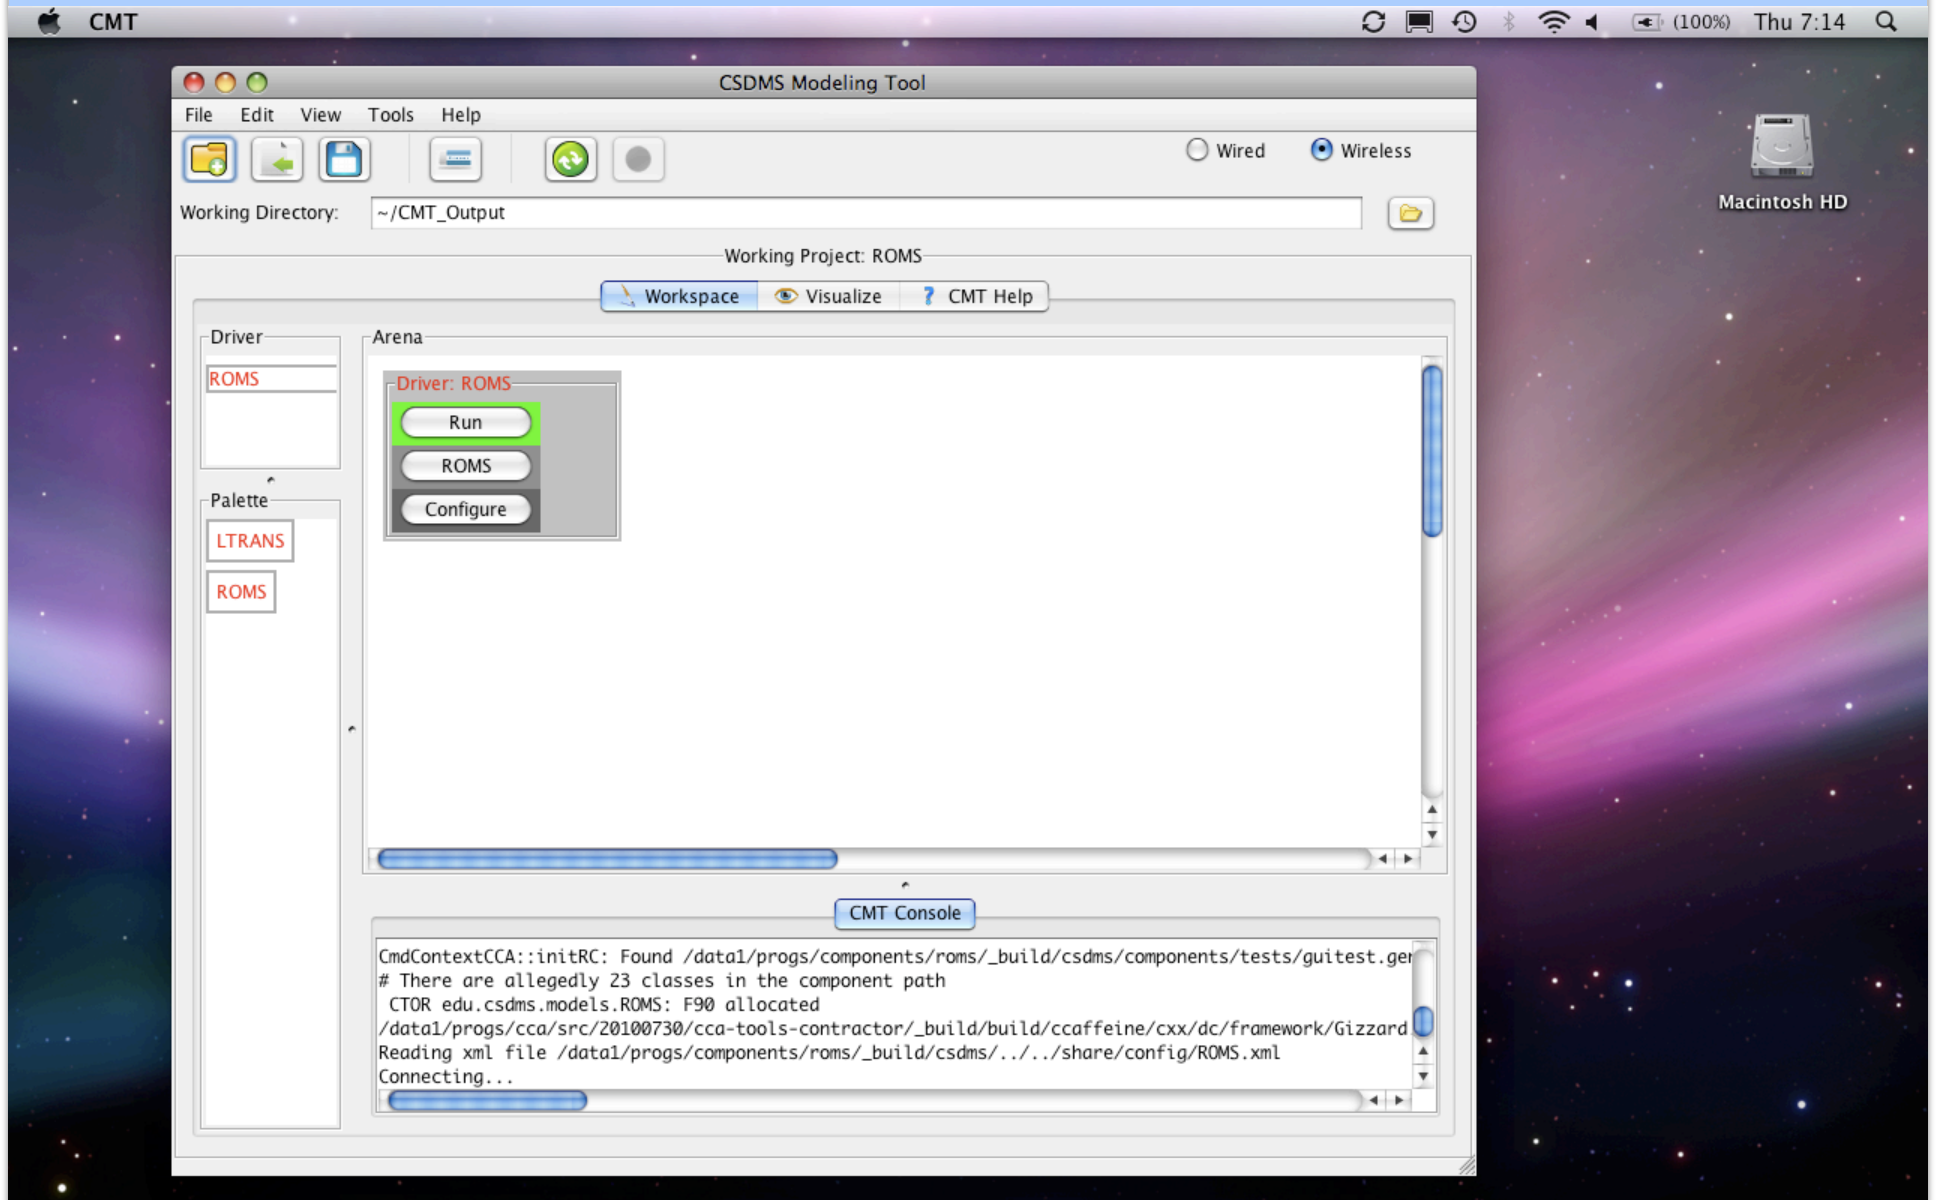 CMT
(100%) Thu 7:14
CSDMS Modeling Tool
File Edit View Tools Help
Wired Wireless
Working Directory: ~/CMT_Output
Macintosh HD
Working Project: ROMS
Workspace Visualize ? CMT Help
Driver
ROMS
Palette
LTRANS
ROMS
Arena
Driver: ROMS
Run
ROMS
Configure
CMT Console
CmdContextCCA::initRC: Found /data1/progs/components/roms/_build/csdms/components/tests/guitest.ger
# There are allegedly 23 classes in the component path
CTOR edu.csdms.models.ROMS: F90 allocated
/data1/progs/cca/src/20100730/cca-tools-contractor/_build/build/ccaffeine/cxx/dc/framework/Gizzard
Reading xml file /data1/progs/components/roms/_build/csdms/../../share/config/ROMS.xml
Connecting...